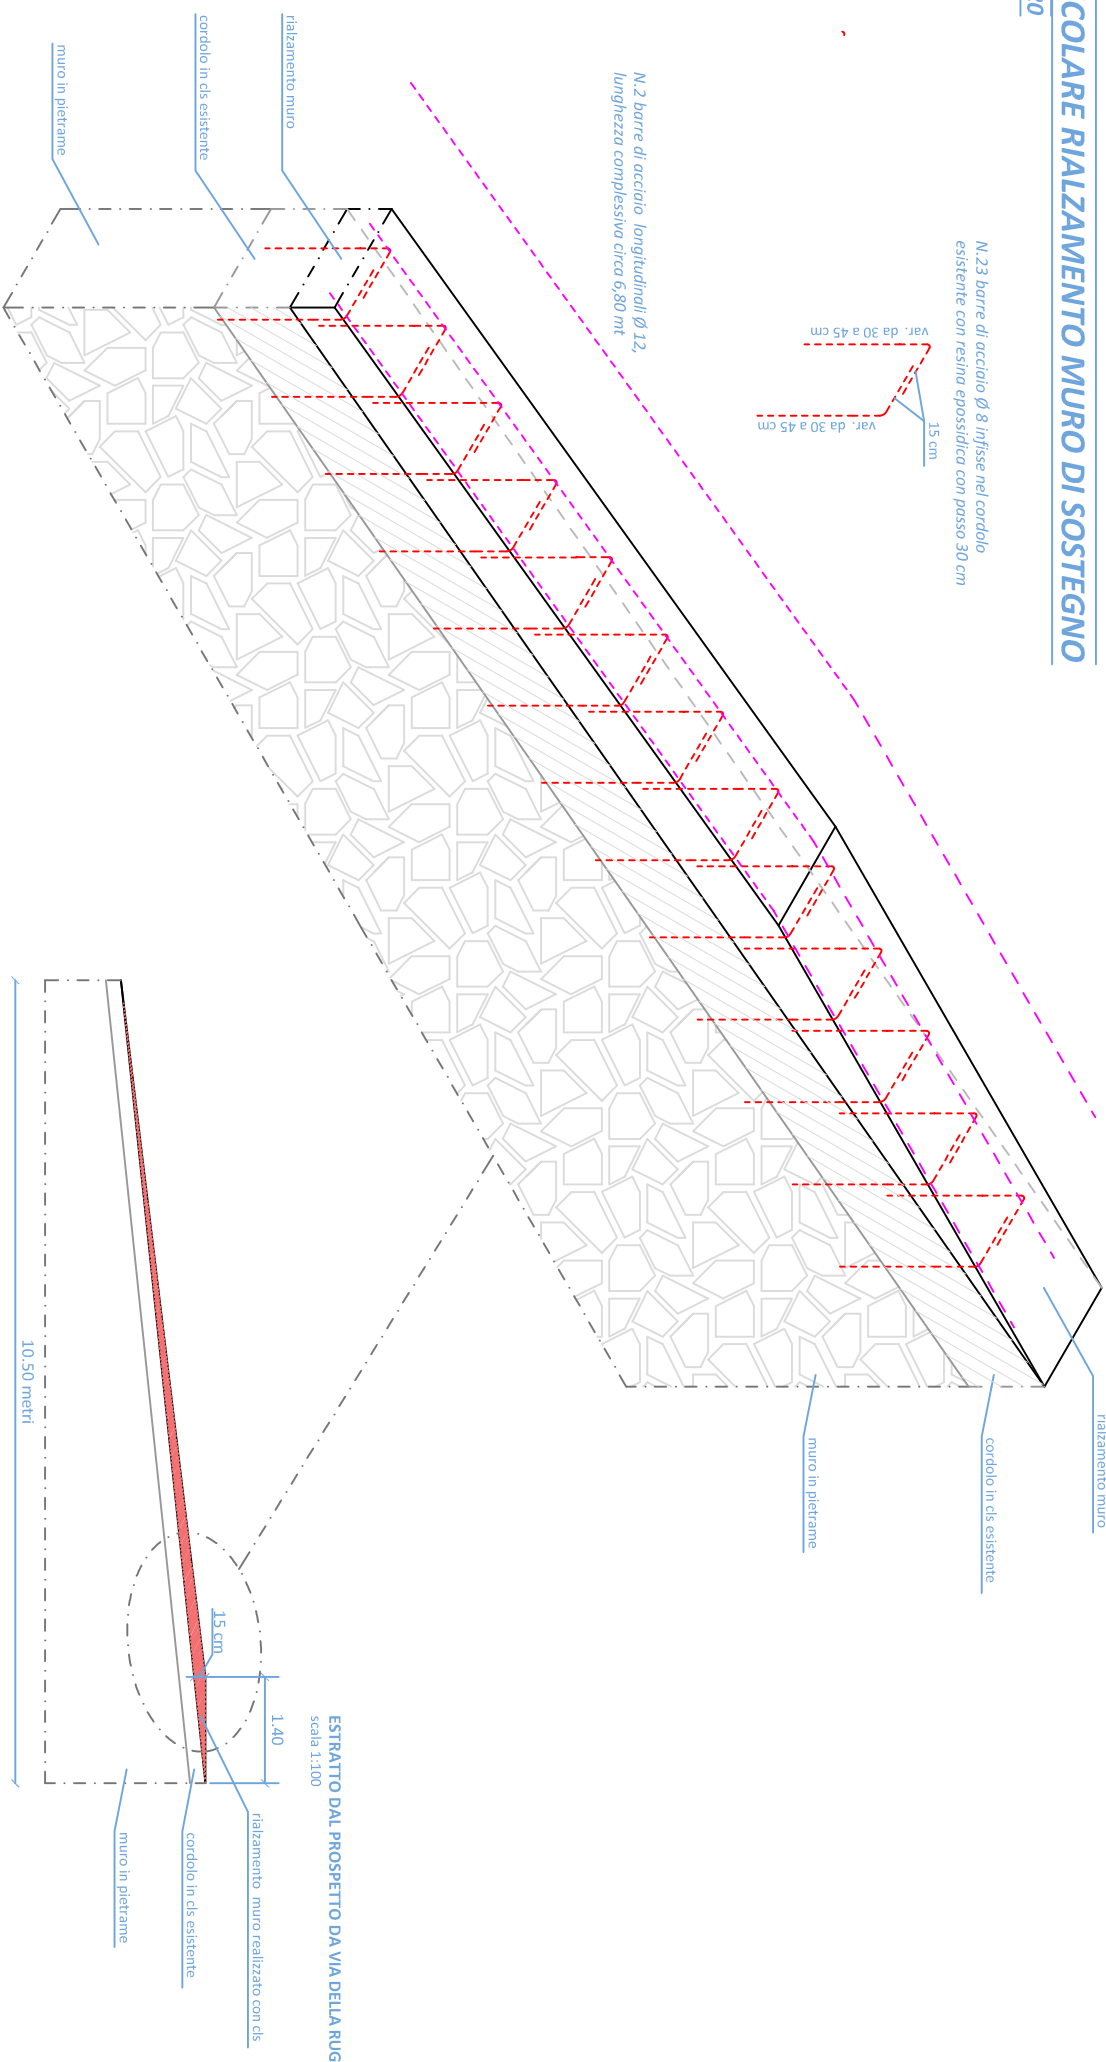 COLARE RIALZAMENTO MURO DI SOSTEGNO
20
N.23 barre di acciaio Ø 8 infisse nel cordolo
esistente con resina epossidica con passo 30 cm
var. da 30 a 45 cm
15 cm
var. da 30 a 45 cm
N.2 barre di acciaio longitudinali Ø 12,
lunghezza complessiva circa 6,80 mt
rialzamento muro
cordolo in cls esistente
muro in pietrame
rialzamento muro
cordolo in cls esistente
muro in pietrame
ESTRATTO DAL PROSPETTO DA VIA DELLA RUG
scala 1:100
1.40
15 cm
10.50 metri
rialzamento muro realizzato con cls
cordolo in cls esistente
muro in pietrame